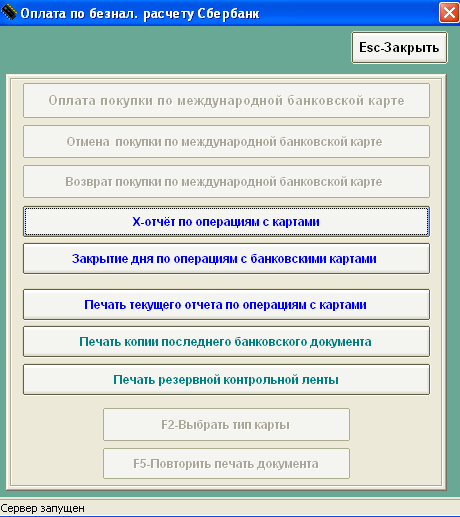 Оплата по безнал. расчету Сбербанк
Esc-Закрыть
Оплата покупки по международной банковской карте
Отмена покупки по международной банковской карте
Возврат покупки по международной банковской карте
Х-отчёт по операциям с картами
Закрытие дня по операциям с банковскими картами
Печать текущего отчета по операциям с картами
Печать копии последнего банковского документа
Печать резервной контрольной ленты
F2-Выбрать тип карты
F5-Повторить печать документа
Сервер запущен